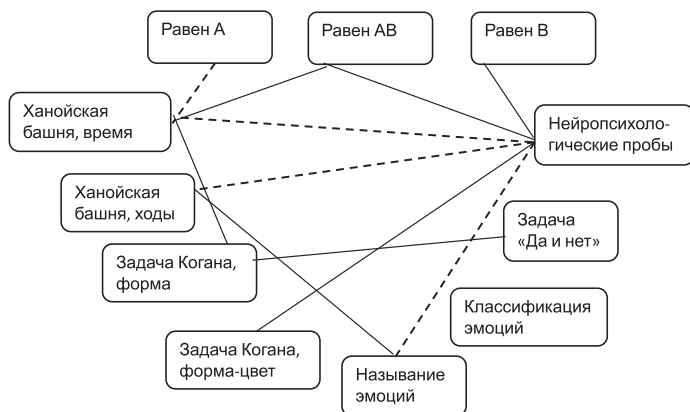 Равен А
Равен АВ
Равен В
Ханойская
башня, время
Нейропсихоло-
гические пробы
Ханойская
башня, ходы
Задача
«Да и нет»
Задача Когана,
форма
Классификация
эмоций
Задача Когана,
форма-цвет
Называние
эмоций